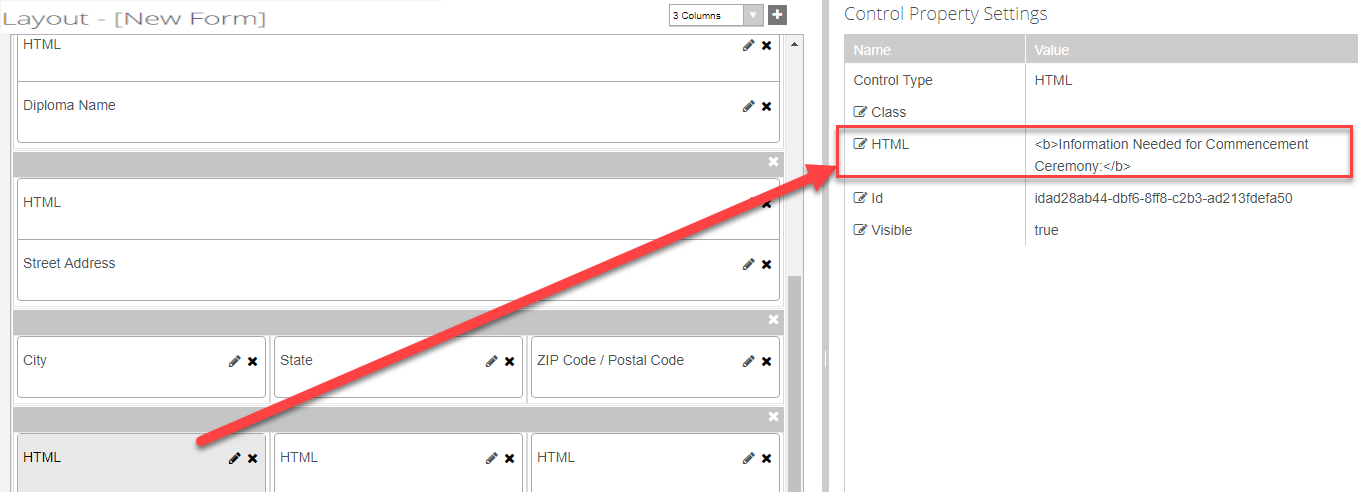 Layout - [New Form]
3 Columns
HTML
Diploma Name
HTML
Street Address
City
State
ZIP Code / Postal Code
HTML
HTML
HTML
Control Property Settings
Name Value
Control Type HTML
Class
HTML <b>Information Needed for Commencement
Ceremony:</b>
Id idad28ab44-dbf6-8ff8-c2b3-ad213fdefa50
Visible true